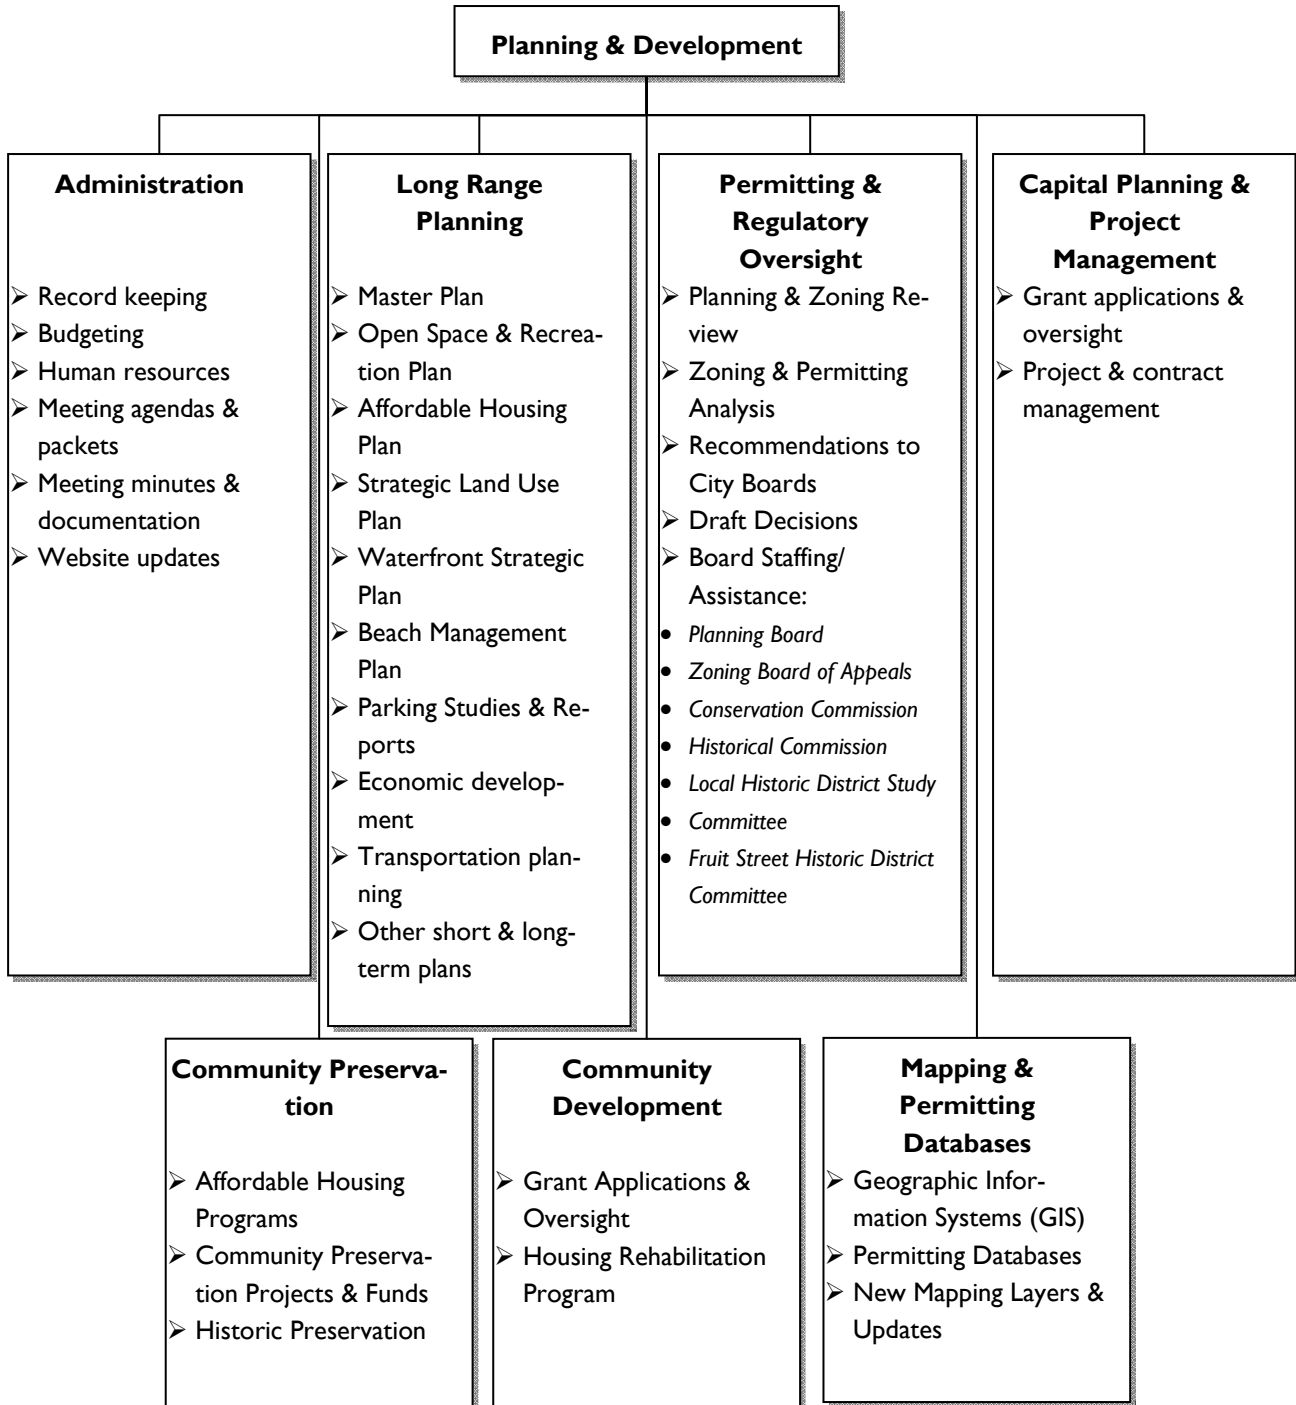 Planning & Development
Administration
➢ Record keeping
➢ Budgeting
➢ Human resources
➢ Meeting agendas &
packets
➢ Meeting minutes &
documentation
➢ Website updates
Long Range
Planning
➢ Master Plan
➢ Open Space & Recrea-
tion Plan
➢ Affordable Housing
Plan
➢ Strategic Land Use
Plan
➢ Waterfront Strategic
Plan
➢ Beach Management
Plan
➢ Parking Studies & Re-
ports
➢ Economic develop-
ment
➢ Transportation plan-
ning
➢ Other short & long-
term plans
Permitting &
Regulatory
Oversight
➢ Planning & Zoning Re-
view
➢ Zoning & Permitting
Analysis
➢ Recommendations to
City Boards
➢ Draft Decisions
➢ Board Staffing/
Assistance:
• Planning Board
• Zoning Board of Appeals
• Conservation Commission
• Historical Commission
• Local Historic District Study
• Committee
• Fruit Street Historic District
Committee
Capital Planning &
Project
Management
➢ Grant applications &
oversight
➢ Project & contract
management
Community Preserva-
tion
➢ Affordable Housing
Programs
➢ Community Preserva-
tion Projects & Funds
➢ Historic Preservation
Community
Development
➢ Grant Applications &
Oversight
➢ Housing Rehabilitation
Program
Mapping &
Permitting
Databases
➢ Geographic Infor-
mation Systems (GIS)
➢ Permitting Databases
➢ New Mapping Layers &
Updates